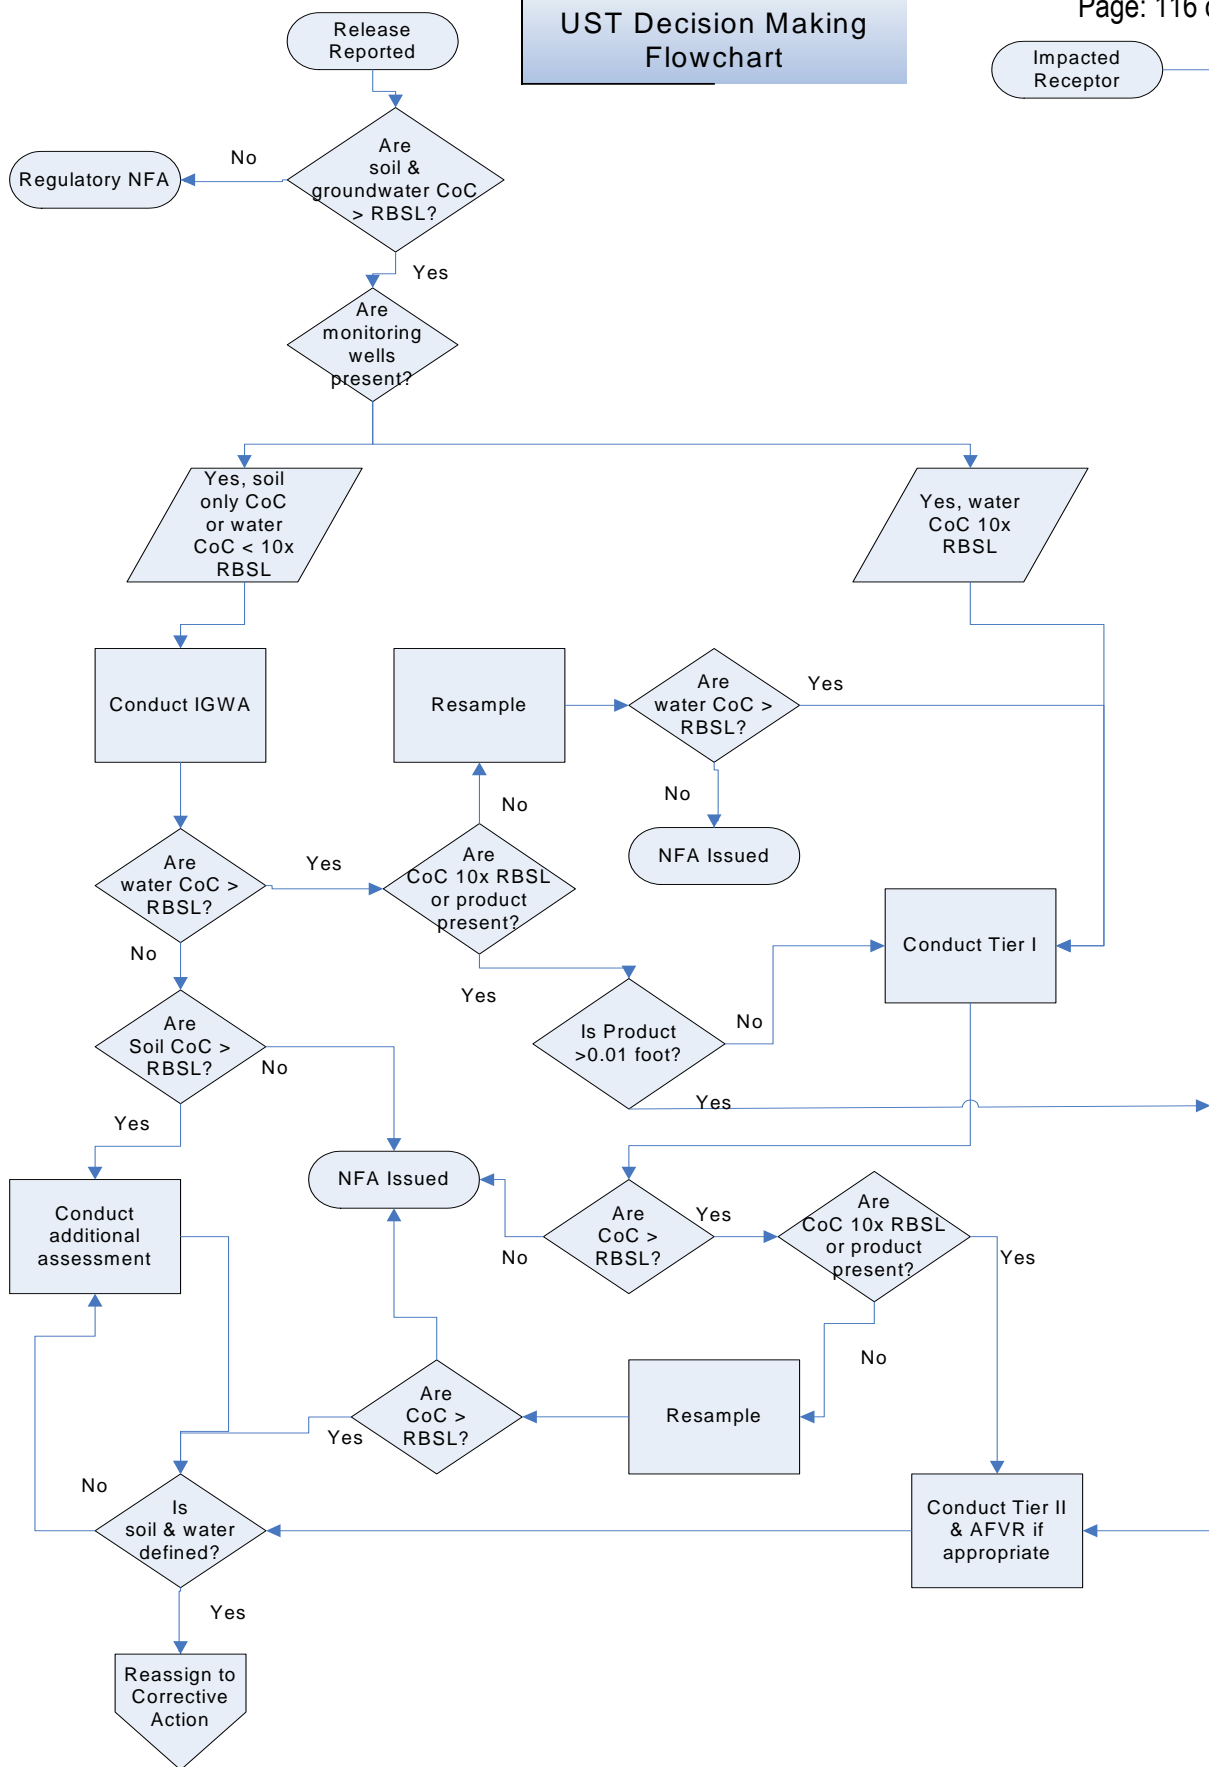 Page: 116 o
UST Decision Making
Flowchart
Release
Reported
Impacted
Receptor
Are
soil &
groundwater CoC
> RBSL?
No
Regulatory NFA
Yes
Are
monitoring
wells
present?
Yes, soil
only CoC
or water
CoC < 10x
RBSL
Yes, water
CoC 10x
RBSL
Conduct IGWA
Resample
Are
water CoC >
RBSL?
Yes
No
NFA Issued
No
Are
water CoC >
RBSL?
Yes
Are
CoC 10x RBSL
or product
present?
No
Yes
Conduct Tier I
Are
Soil CoC >
RBSL?
No
Is Product
>0.01 foot?
No
Yes
Yes
NFA Issued
Conduct
additional
assessment
Are
CoC >
RBSL?
Yes
No
Are
CoC 10x RBSL
or product
present?
Yes
No
Are
CoC >
RBSL?
Yes
Resample
No
Is
soil & water
defined?
Conduct Tier II
& AFVR if
appropriate
Yes
Reassign to
Corrective
Action